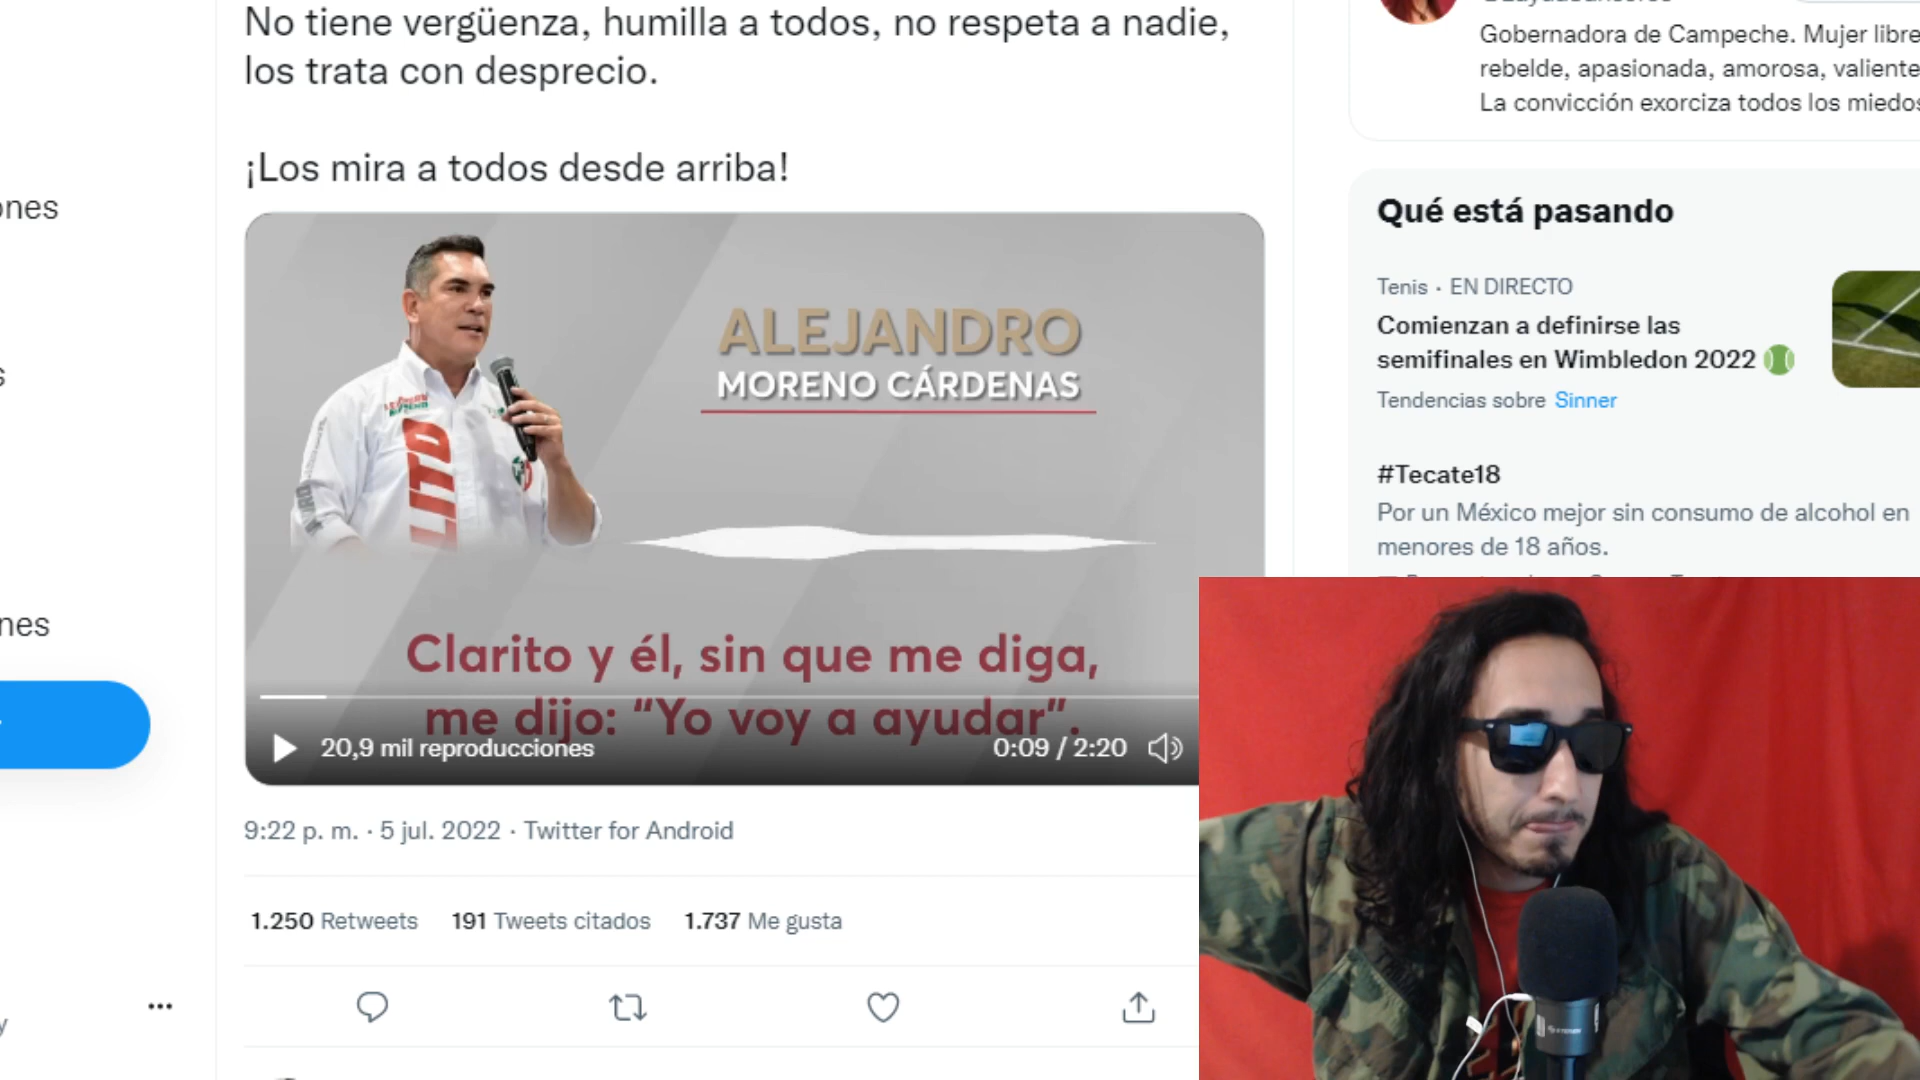 No tiene vergüenza, humilla a todos, no respeta a nadie,
los trata con desprecio.
¡Los mira a todos desde arriba!
ALEJANDRO
MORENO CÁRDENAS
LITO
Clarito y él, sin que me diga,
me dijo: “Yo voy a ayudar”.
20,9 mil reproducciones
0:09 / 2:20
9:22 p. m. · 5 jul. 2022 · Twitter for Android
1.250 Retweets 191 Tweets citados 1.737 Me gusta
ones
s
nes
y
Gobernadora de Campeche. Mujer libre
rebelde, apasionada, amorosa, valiente
La convicción exorciza todos los miedos
Qué está pasando
Tenis · EN DIRECTO
Comienzan a definirse las
semifinales en Wimbledon 2022
Tendencias sobre Sinner
#Tecate18
Por un México mejor sin consumo de alcohol en
menores de 18 años.